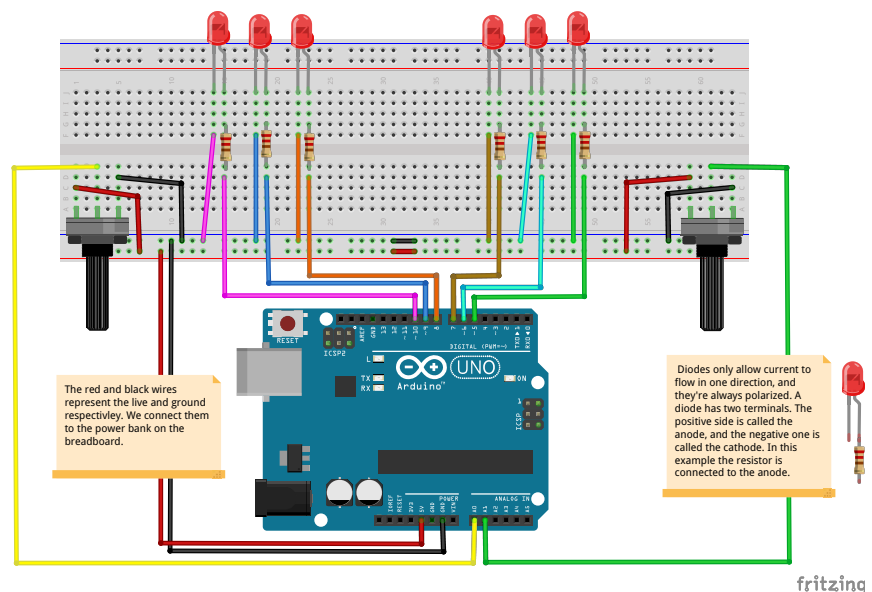 RESET
ICSP2
AREF
GND
13
12
~11
~10
~9
8
7
~6
~5
4
~3
2
TX▶1
RX◀0
DIGITAL (PWM=~)
L
TX
RX
Arduino™
UNO
ON
1
ICSP
The red and black wires
represent the live and ground
respectivley. We connect them
to the power bank on the
breadboard.
Diodes only allow current to
flow in one direction, and
they're always polarized. A
diode has two terminals. The
positive side is called the
anode, and the negative one is
called the cathode. In this
example the resistor is
connected to the anode.
POWER
ANALOG IN
IOREF
RESET
3V3
5V
GND
GND
VIN
A0
A1
A2
A3
A4
A5
fritzing